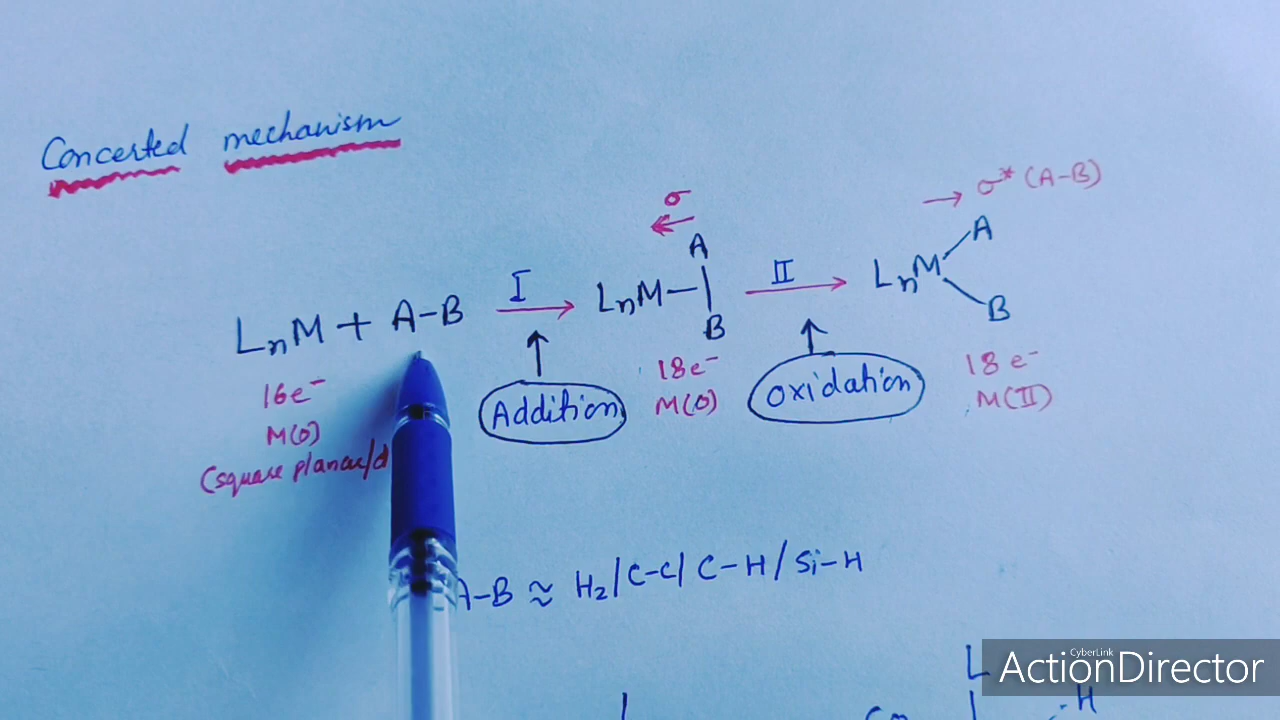 Concerted mechanism
LnM + A-B I→ LnM-A|B II→ LnM A B
σ
→ σ* (A-B)
Addition
Oxidation
16e⁻
M(0)
(square planar/d
18e⁻
M(0)
18e⁻
M(II)
A-B ≈ H₂/C-C/C-H/Si-H
L
H
CyberLink
ActionDirector